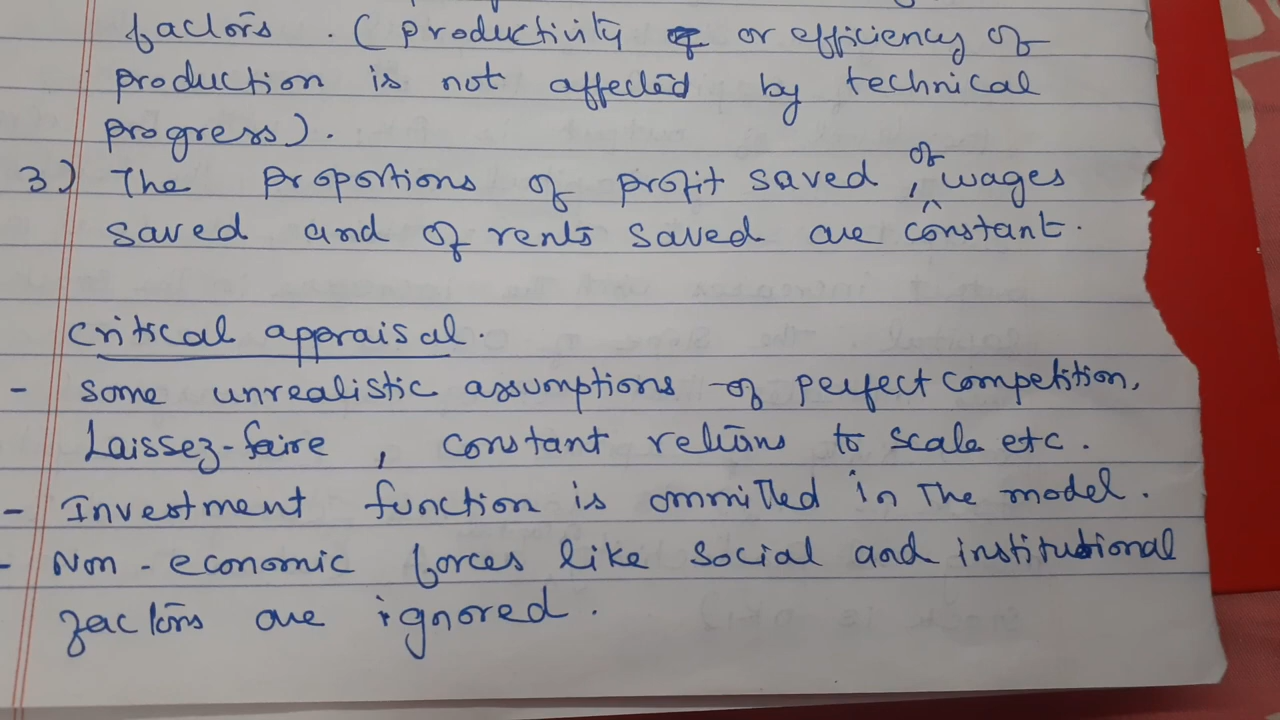 factors . (productivity or efficiency of
production is not affected by technical
progress).
3) The proportions of profit saved , of wages
saved and of rents saved are constant.
Critical appraisal.
- Some unrealistic assumptions of perfect competition,
Laissez-faire , constant returns to scale etc .
- Investment function is ommitted in The model .
- Non - economic forces like social and institutional
factors are ignored .